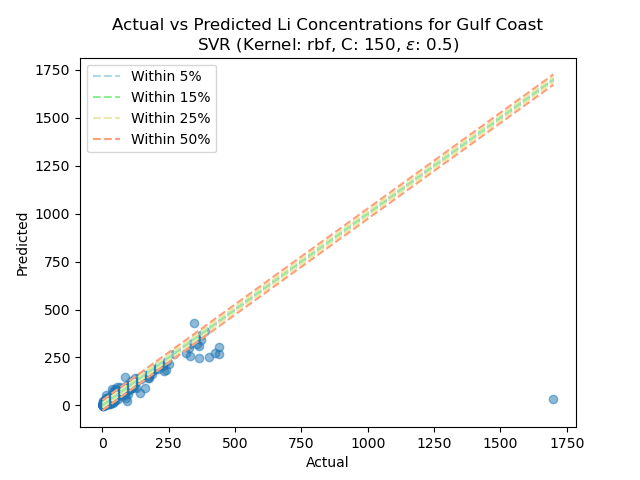 Actual vs Predicted Li Concentrations for Gulf Coast
SVR (Kernel: rbf, C: 150, ε: 0.5)
Within 5%
Within 15%
Within 25%
Within 50%
1750
1500
1250
1000
750
500
250
0
Predicted
0 250 500 750 1000 1250 1500 1750
Actual